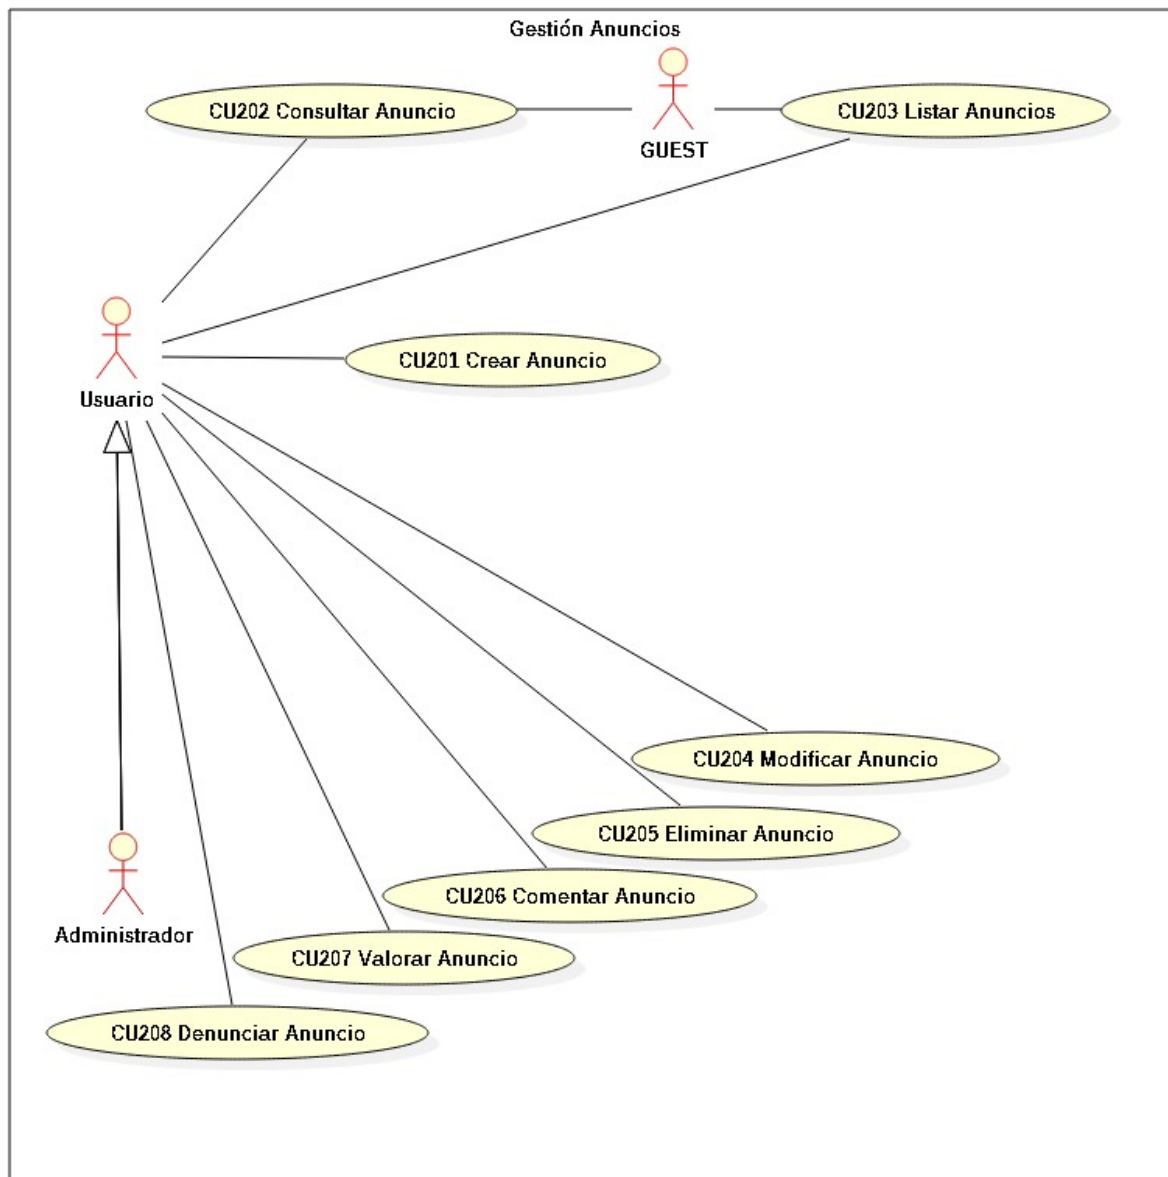 Gestión Anuncios
CU202 Consultar Anuncio
CU203 Listar Anuncios
GUEST
CU201 Crear Anuncio
Usuario
CU204 Modificar Anuncio
CU205 Eliminar Anuncio
CU206 Comentar Anuncio
Administrador
CU207 Valorar Anuncio
CU208 Denunciar Anuncio